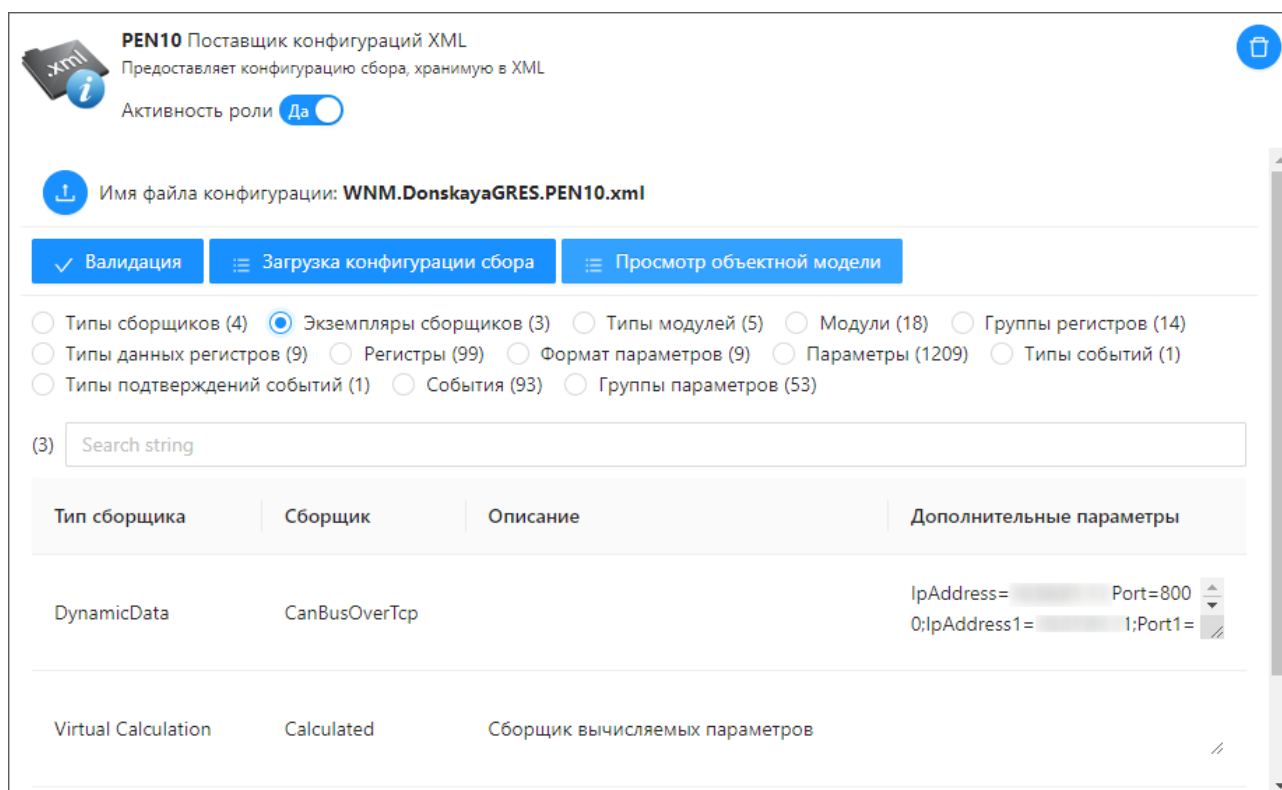 .xml
i
PEN10 Поставщик конфигураций XML
Предоставляет конфигурацию сбора, хранимую в XML
Активность роли Да
Имя файла конфигурации: WNM.DonskayaGRES.PEN10.xml
Валидация Загрузка конфигурации сбора Просмотр объектной модели
Типы сборщиков (4) Экземпляры сборщиков (3) Типы модулей (5) Модули (18) Группы регистров (14)
Типы данных регистров (9) Регистры (99) Формат параметров (9) Параметры (1209) Типы событий (1)
Типы подтверждений событий (1) События (93) Группы параметров (53)
(3) Search string
Тип сборщика Сборщик Описание Дополнительные параметры
DynamicData CanBusOverTcp IpAddress= Port=800
0;IpAddress1= 1;Port1=
Virtual Calculation Calculated Сборщик вычисляемых параметров